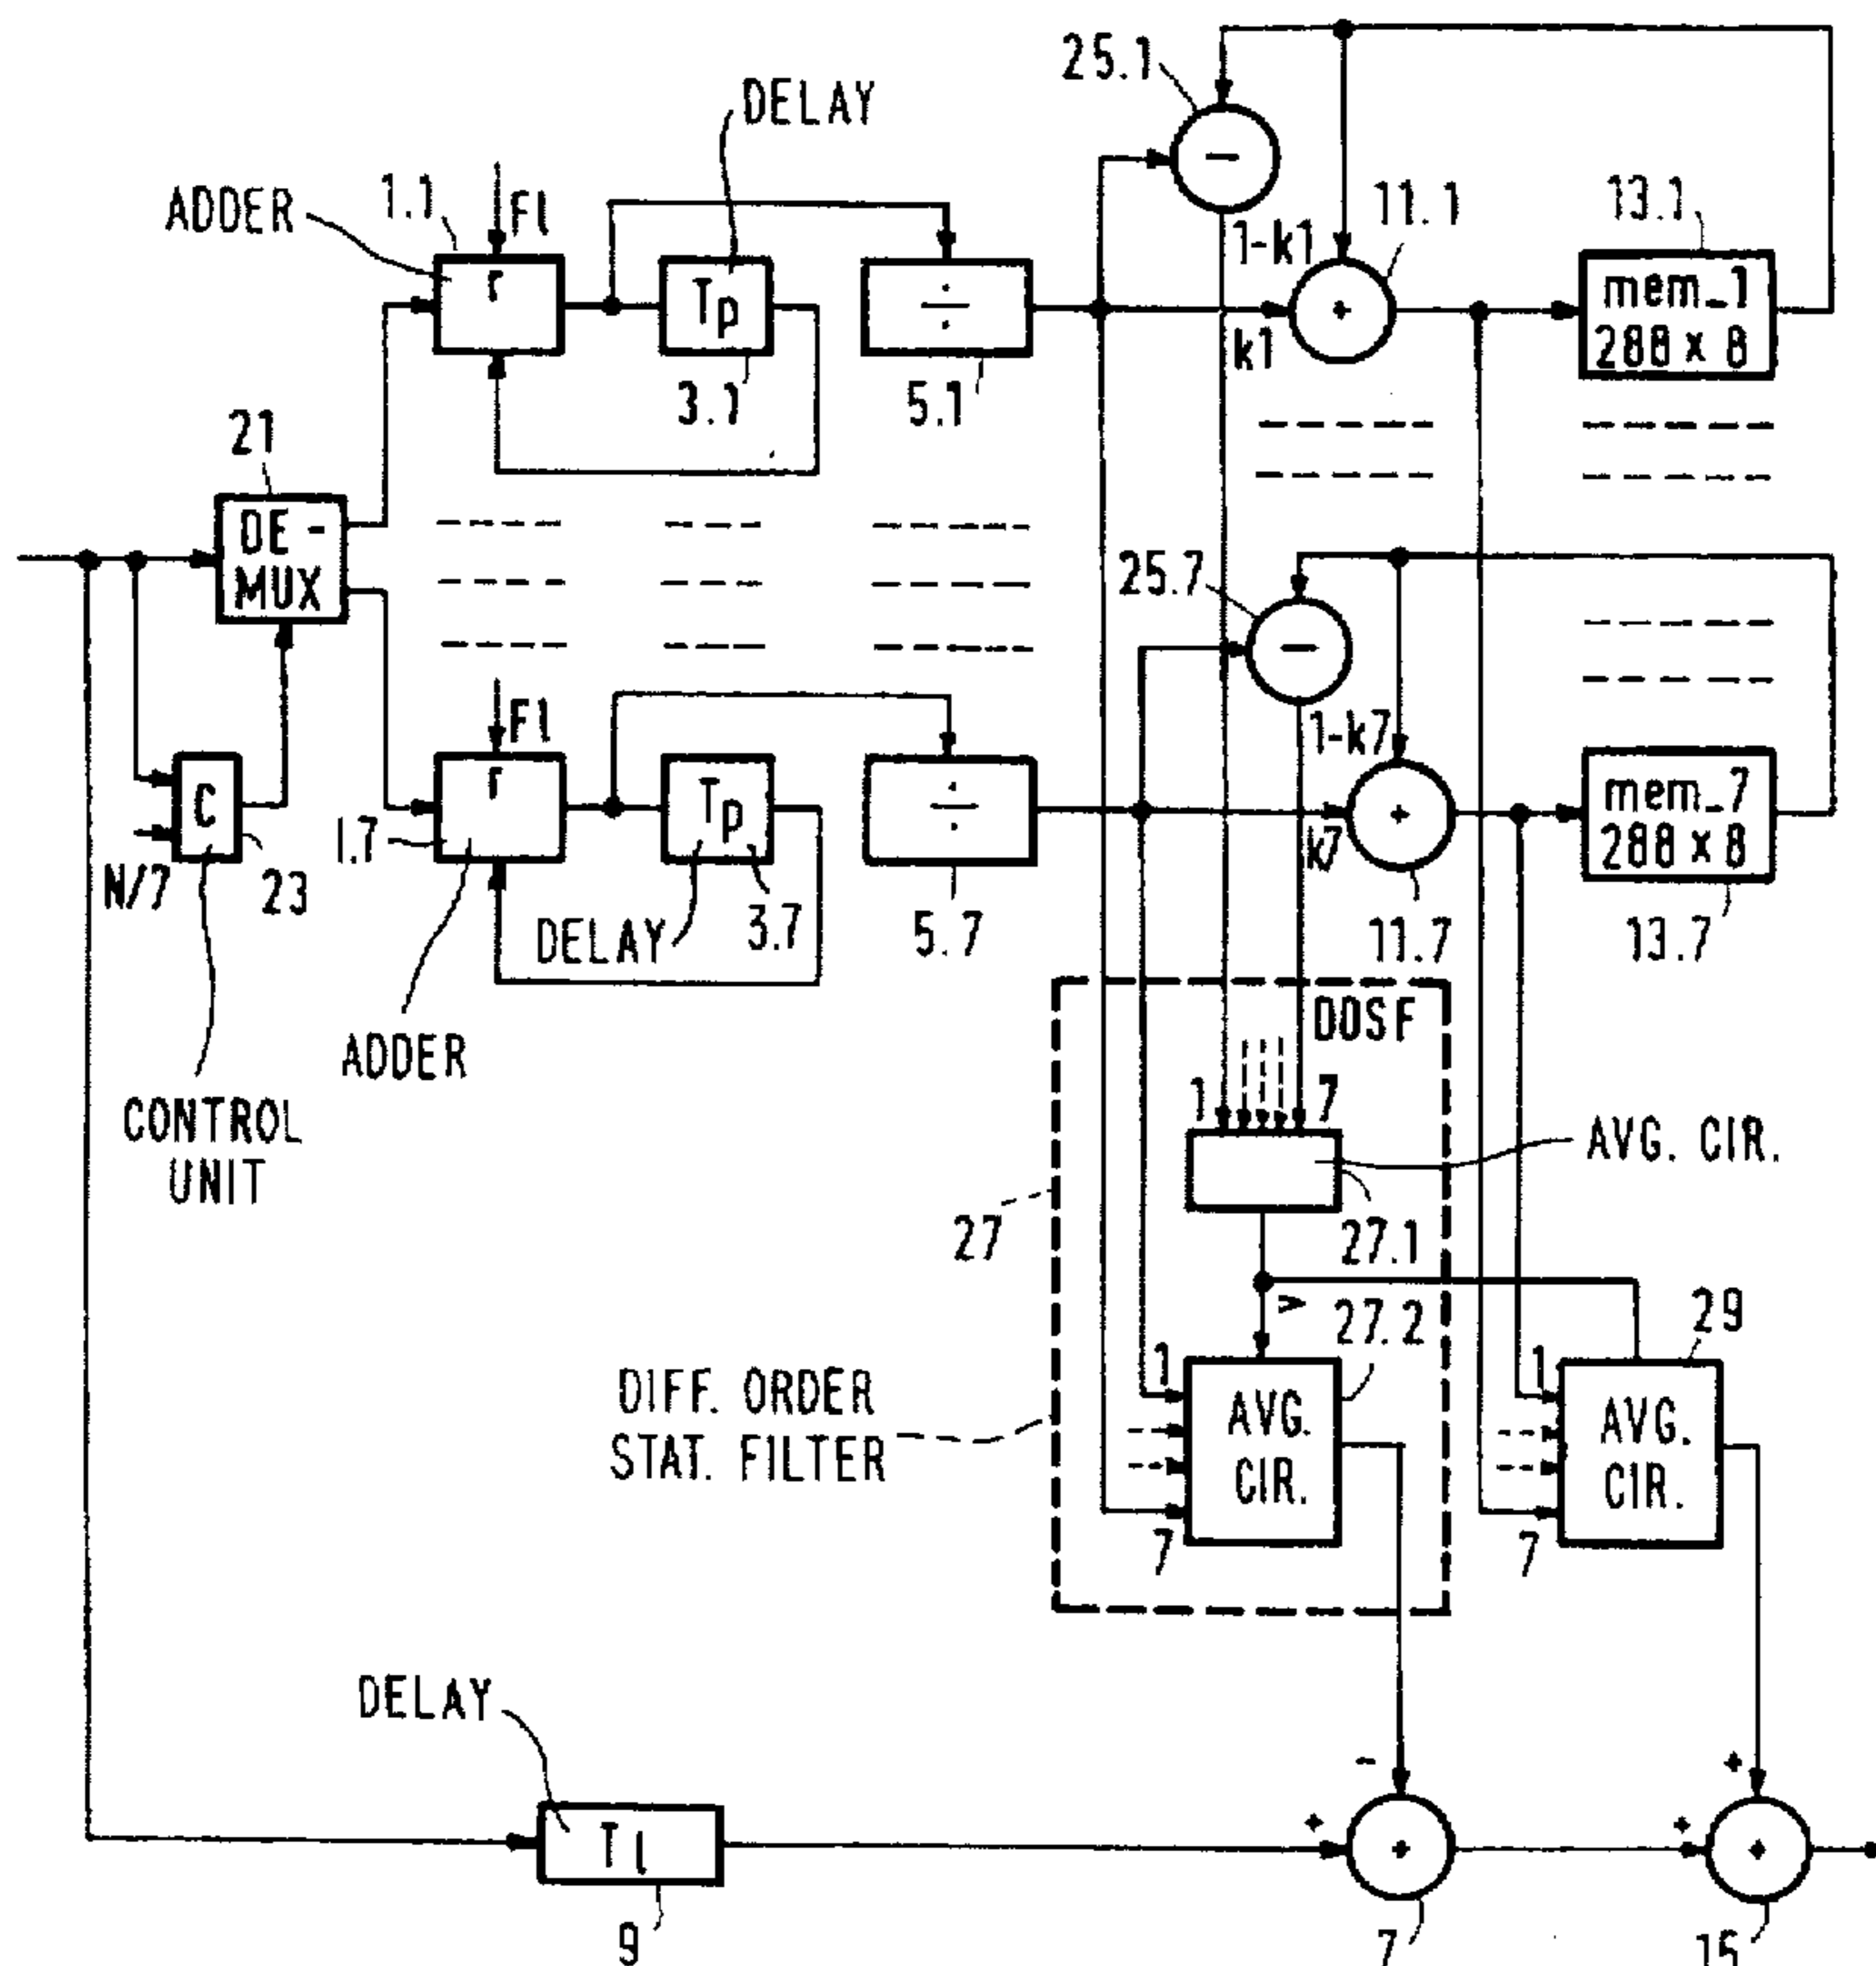 25.1
DELAY
−
ADDER
1.1
Fl
1-k1
11.1
13.1
r
Tp
÷
+
mem_1
288 x 8
k1
3.1
5.1
21
DE-
MUX
25.7
−
Fl
1-k7
C
r
Tp
÷
+
mem_7
288 x 8
N/7
23
1.7
k7
DELAY
3.7
5.7
11.7
13.7
DOSF
ADDER
1
7
CONTROL
UNIT
AVG. CIR.
27
27.1
v
27.2
29
1
1
DIFF. ORDER
STAT. FILTER
AVG.
CIR.
AVG.
CIR.
7
7
DELAY
-
+
+
+
Tl
+
+
9
7
15